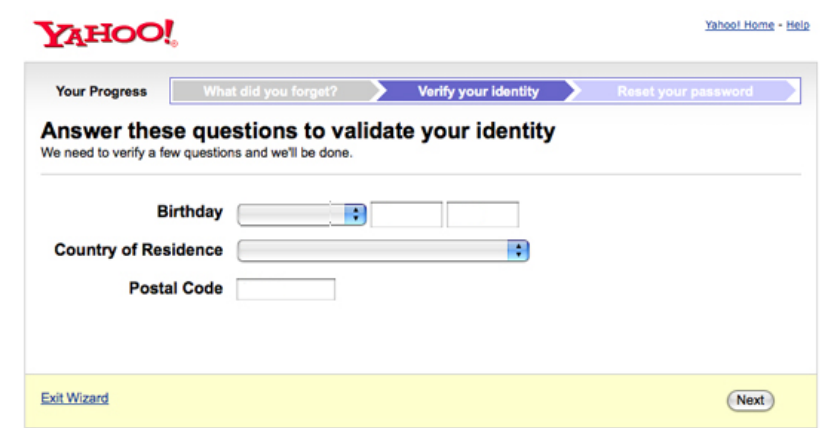 YAHOO!
Yahoo! Home - Help
Your Progress What did you forget? Verify your identity Reset your password
Answer these questions to validate your identity
We need to verify a few questions and we'll be done.
Birthday
Country of Residence
Postal Code
Exit Wizard Next